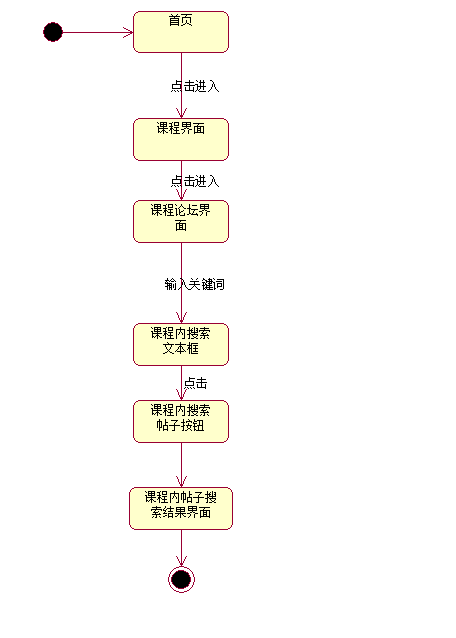 首页
点击进入
课程界面
点击进入
课程论坛界
面
输入关键词
课程内搜索
文本框
点击
课程内搜索
帖子按钮
课程内帖子搜
索结果界面